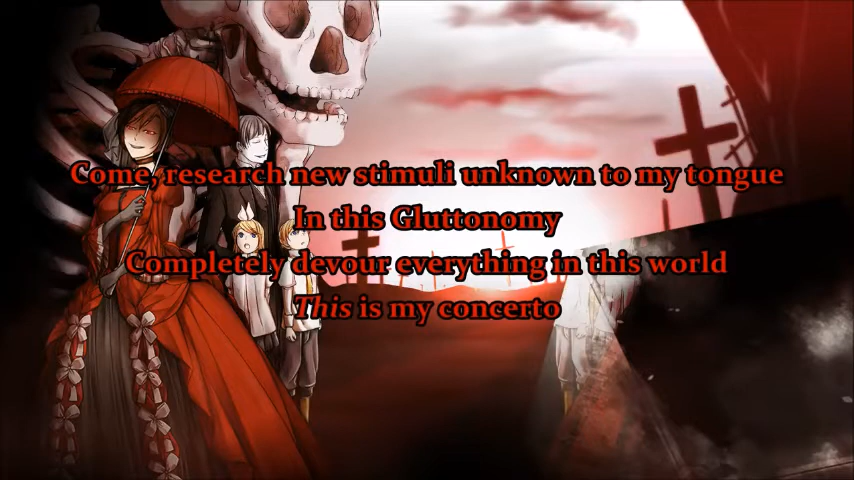 Come, research new stimuli unknown to my tongue
In this Gluttonomy
Completely devour everything in this world
This is my concerto